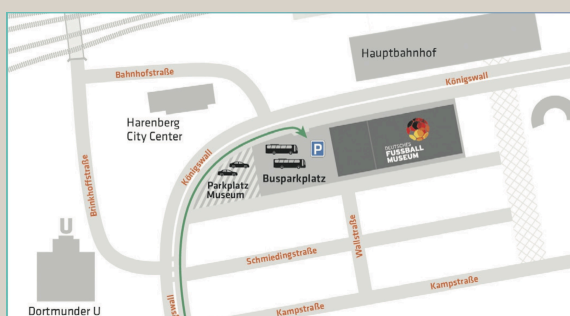 Hauptbahnhof
Bahnhofstraße
Königswall
Harenberg
City Center
P
DEUTSCHES
FUSSBALL
MUSEUM
Königswall
Busparkplatz
Parkplatz
Museum
Brinkhoffstraße
Wallstraße
U
Schmiedingstraße
Kampstraße
Kampstraße
Dortmunder U